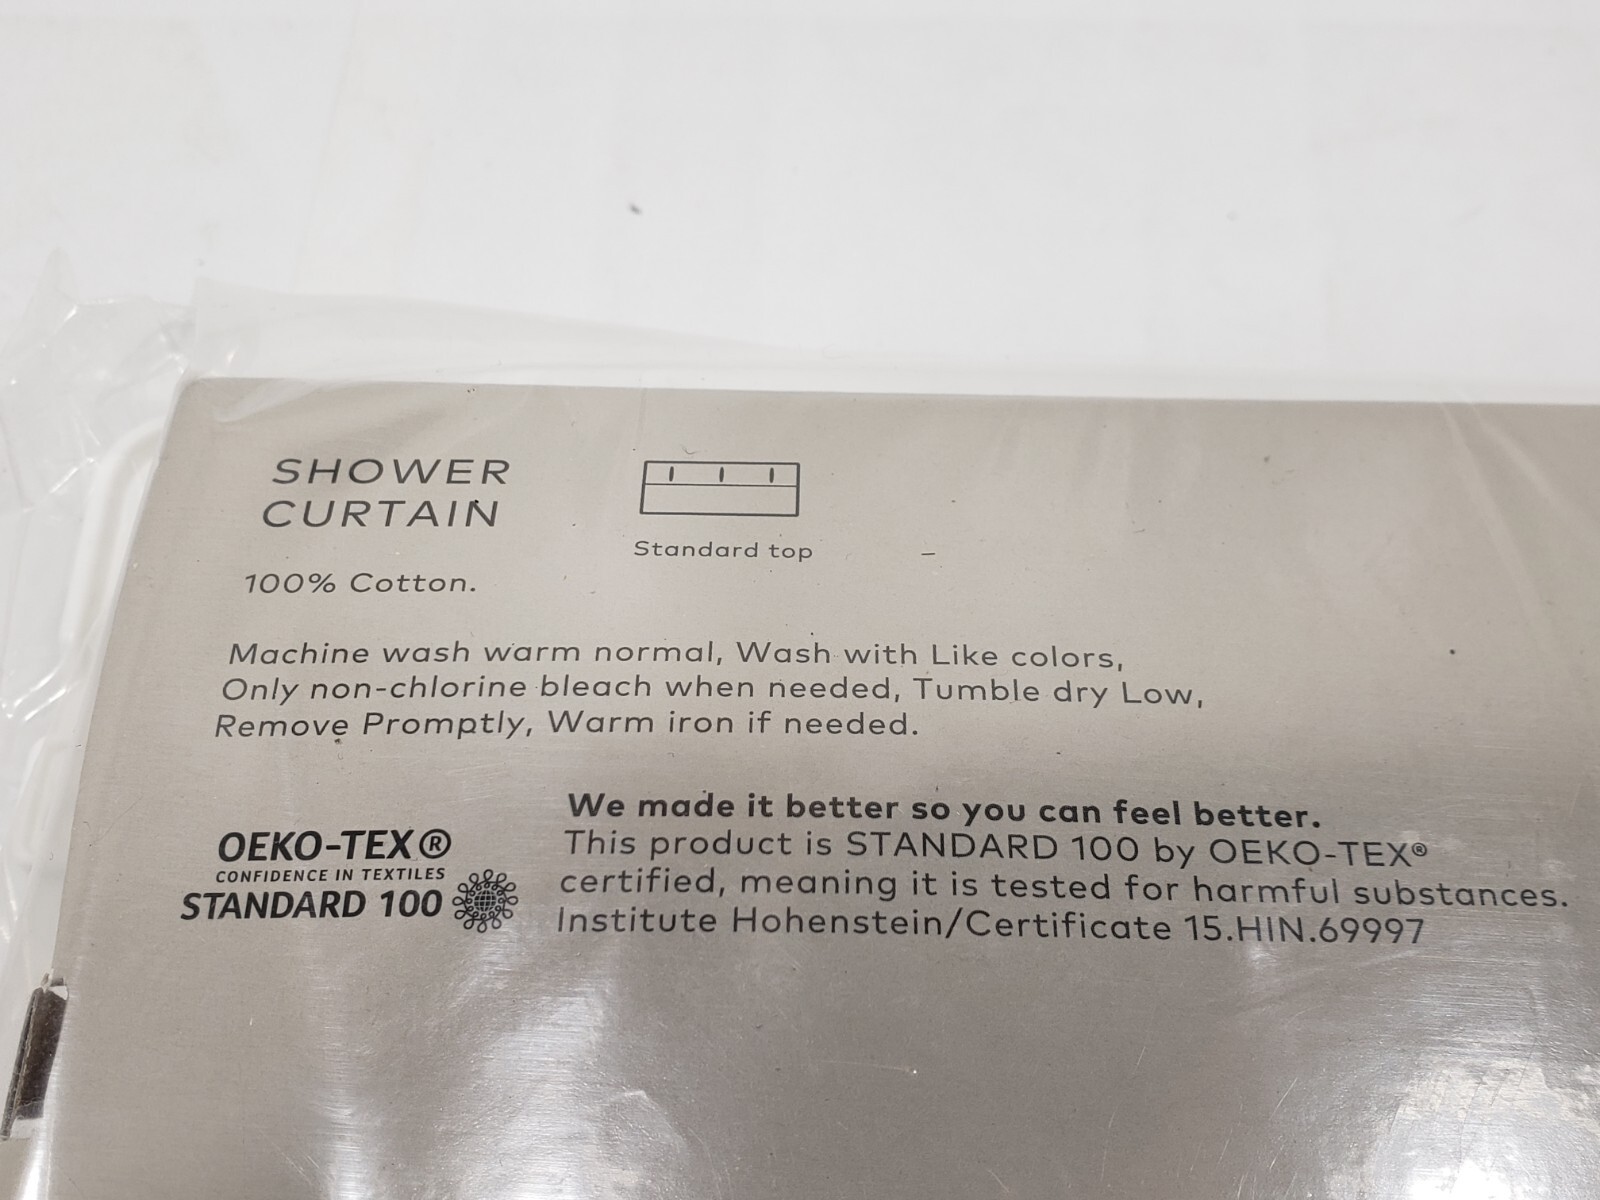 SHOWER
CURTAIN
Standard top
100% Cotton.
Machine wash warm normal, Wash with Like colors,
Only non-chlorine bleach when needed, Tumble dry Low,
Remove Promptly, Warm iron if needed.
OEKO-TEX®
CONFIDENCE IN TEXTILES
STANDARD 100
We made it better so you can feel better.
This product is STANDARD 100 by OEKO-TEX®
certified, meaning it is tested for harmful substances.
Institute Hohenstein/Certificate 15.HIN.69997